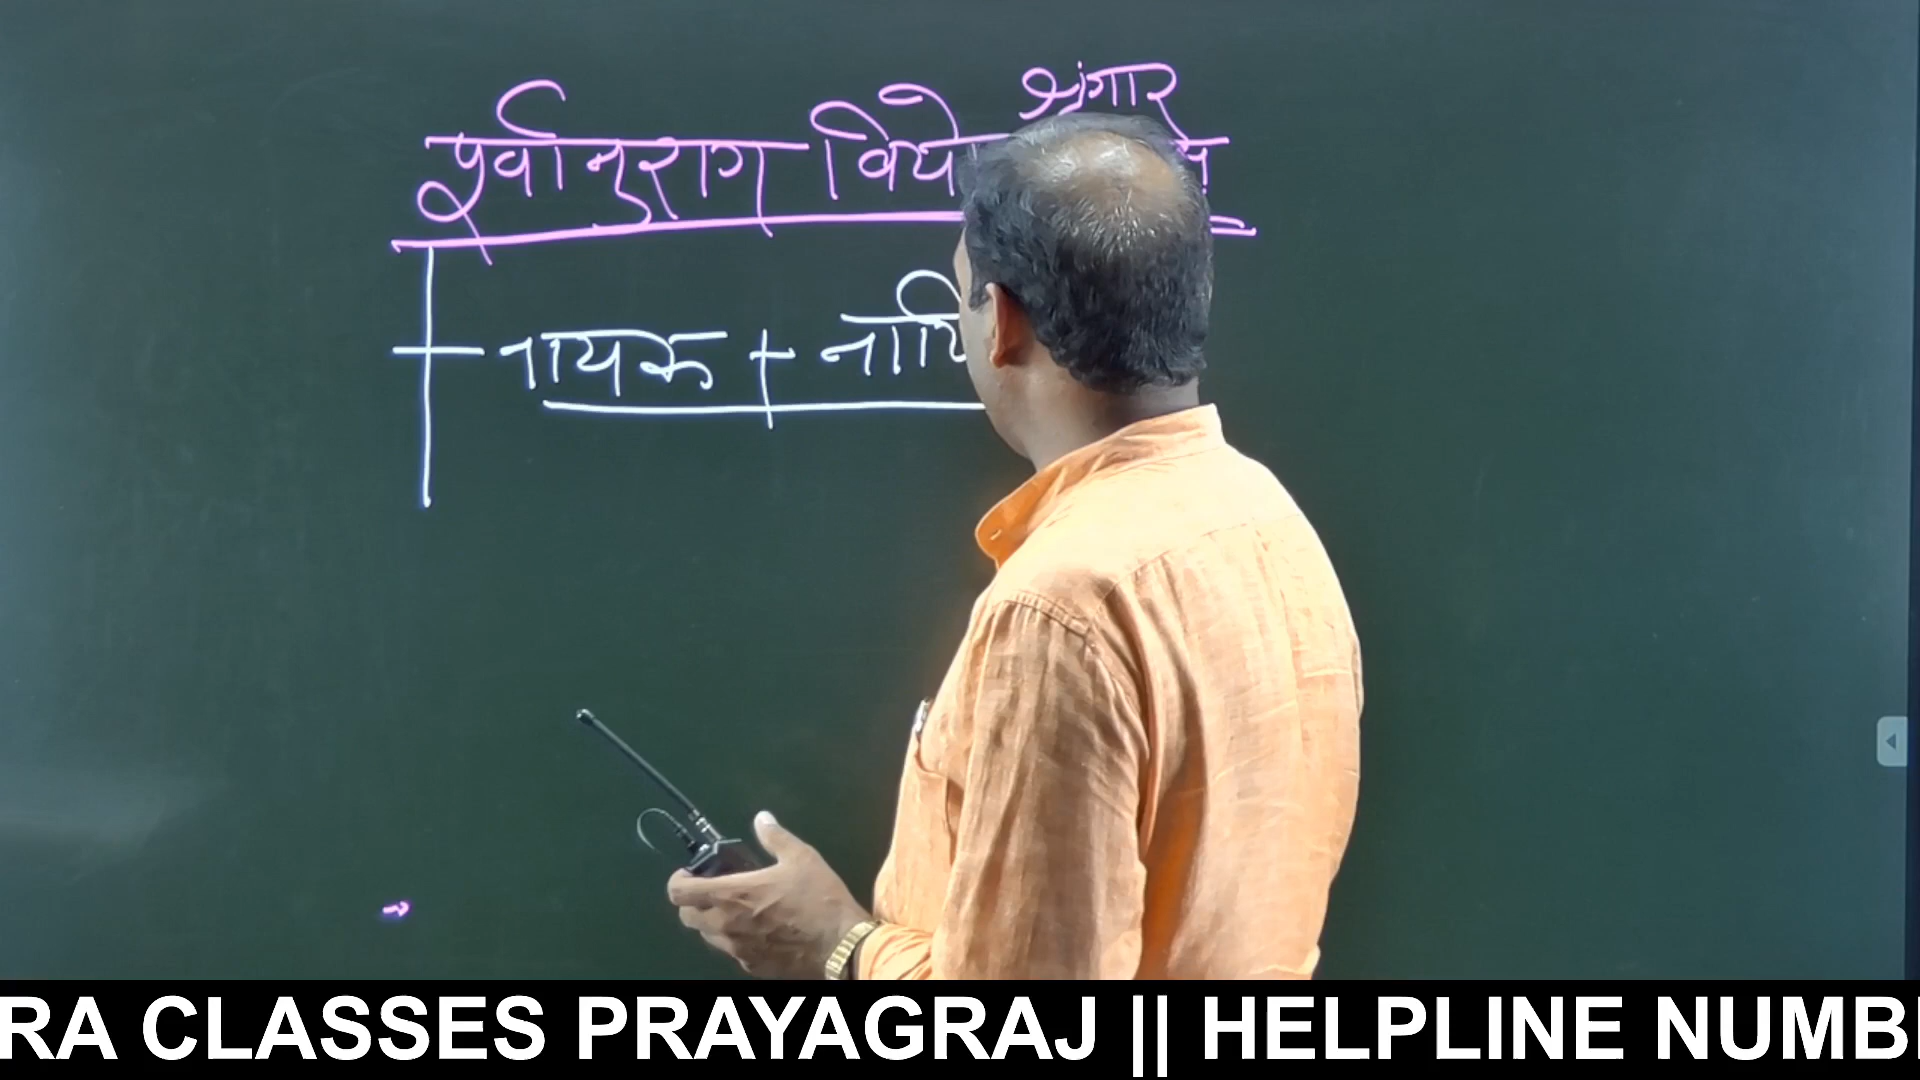 श्रृंगार
पूर्वानुराग वियो
नायक + नायि
RA CLASSES PRAYAGRAJ || HELPLINE NUMB